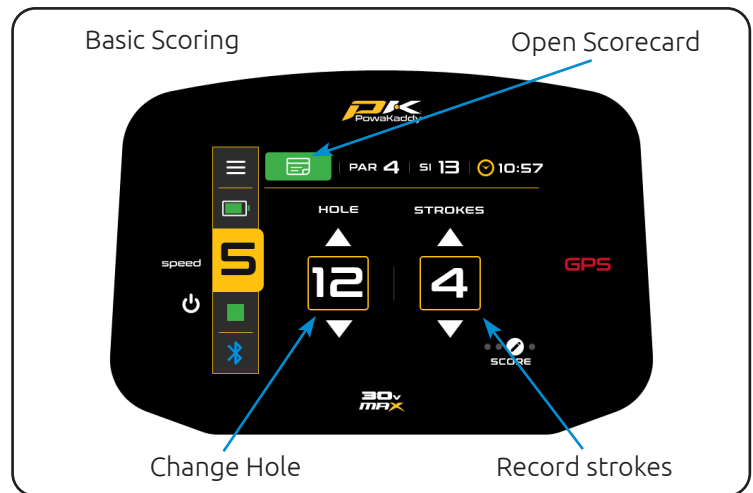 Basic Scoring
Open Scorecard
PK
PowaKaddy
PAR 4 SI 13 10:57
HOLE STROKES
speed 5 12 4 GPS
SCORE
30v
MAX
Change Hole
Record strokes